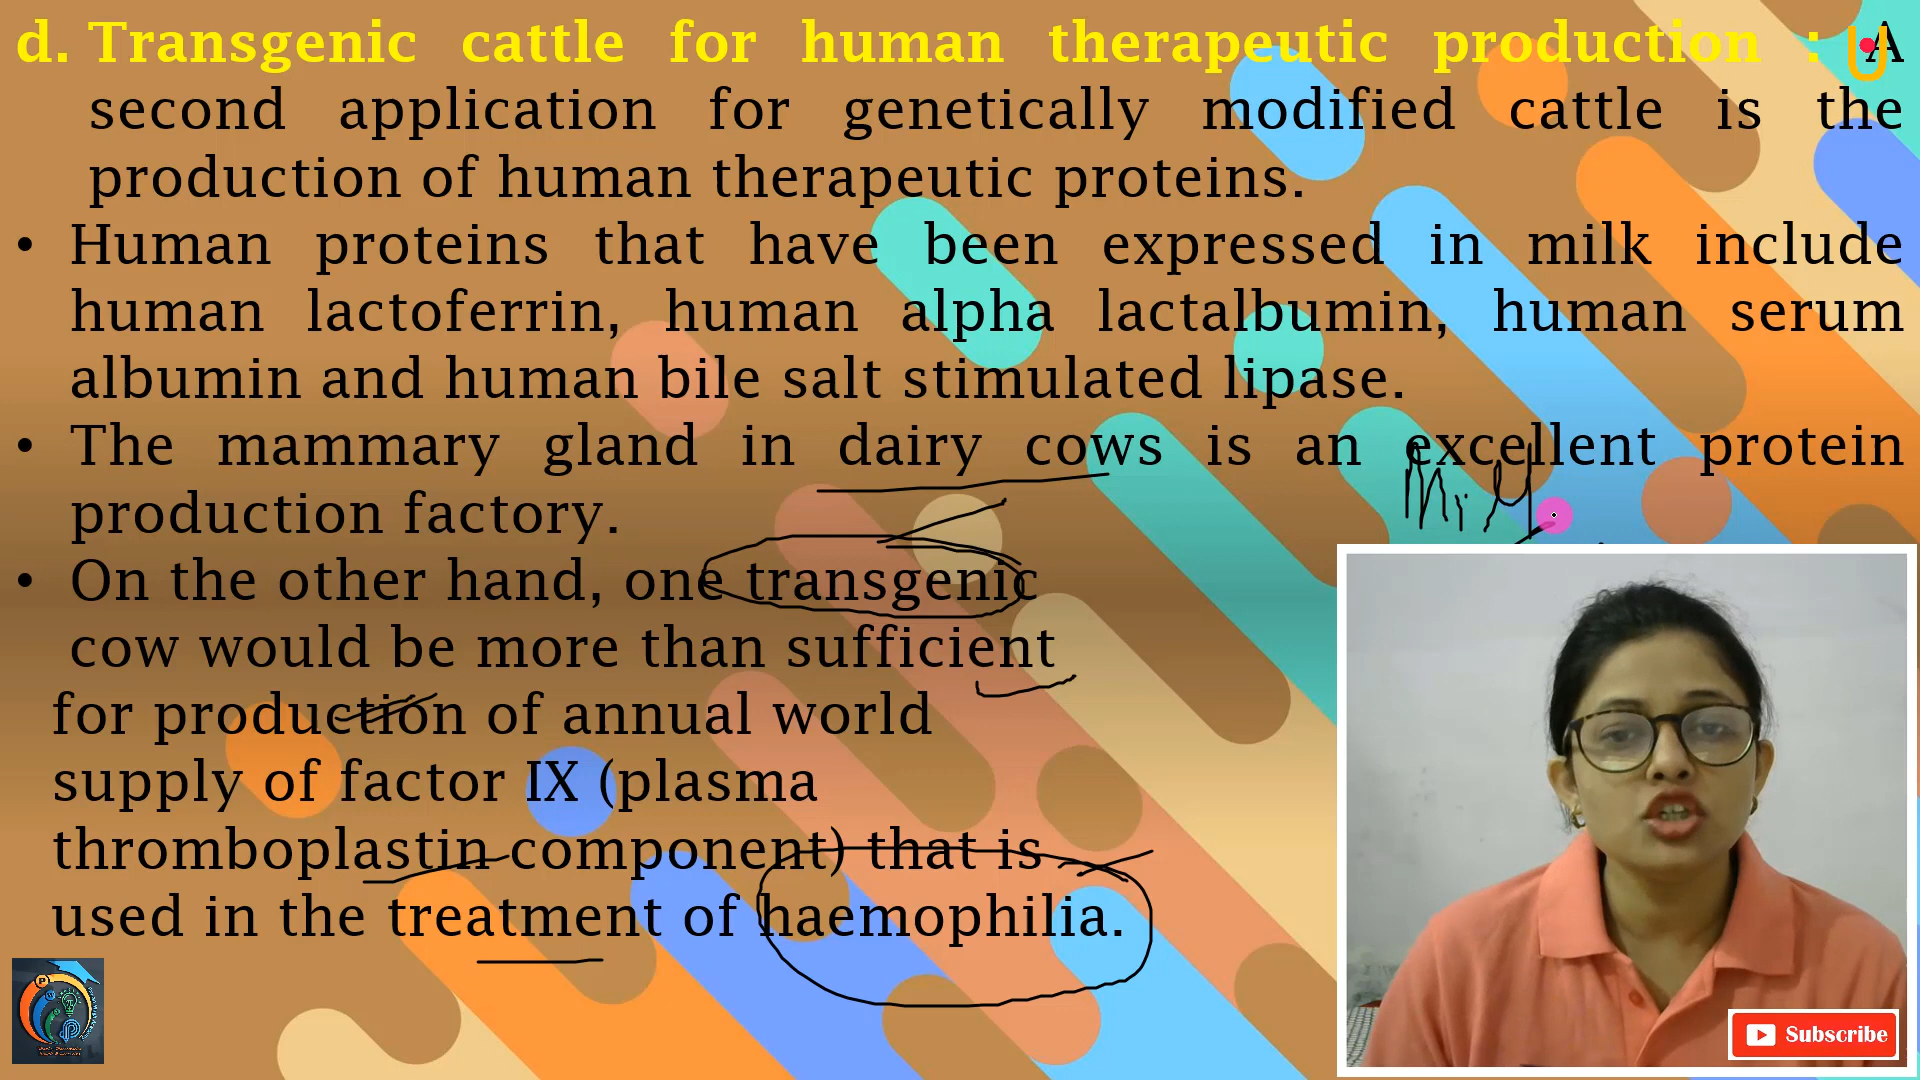 d. Transgenic cattle for human therapeutic production : A
second application for genetically modified cattle is the
production of human therapeutic proteins.
• Human proteins that have been expressed in milk include
human lactoferrin, human alpha lactalbumin, human serum
albumin and human bile salt stimulated lipase.
• The mammary gland in dairy cows is an excellent protein
production factory.
• On the other hand, one transgenic
cow would be more than sufficient
for production of annual world
supply of factor IX (plasma
thromboplastin component) that is
used in the treatment of haemophilia.
Subscribe